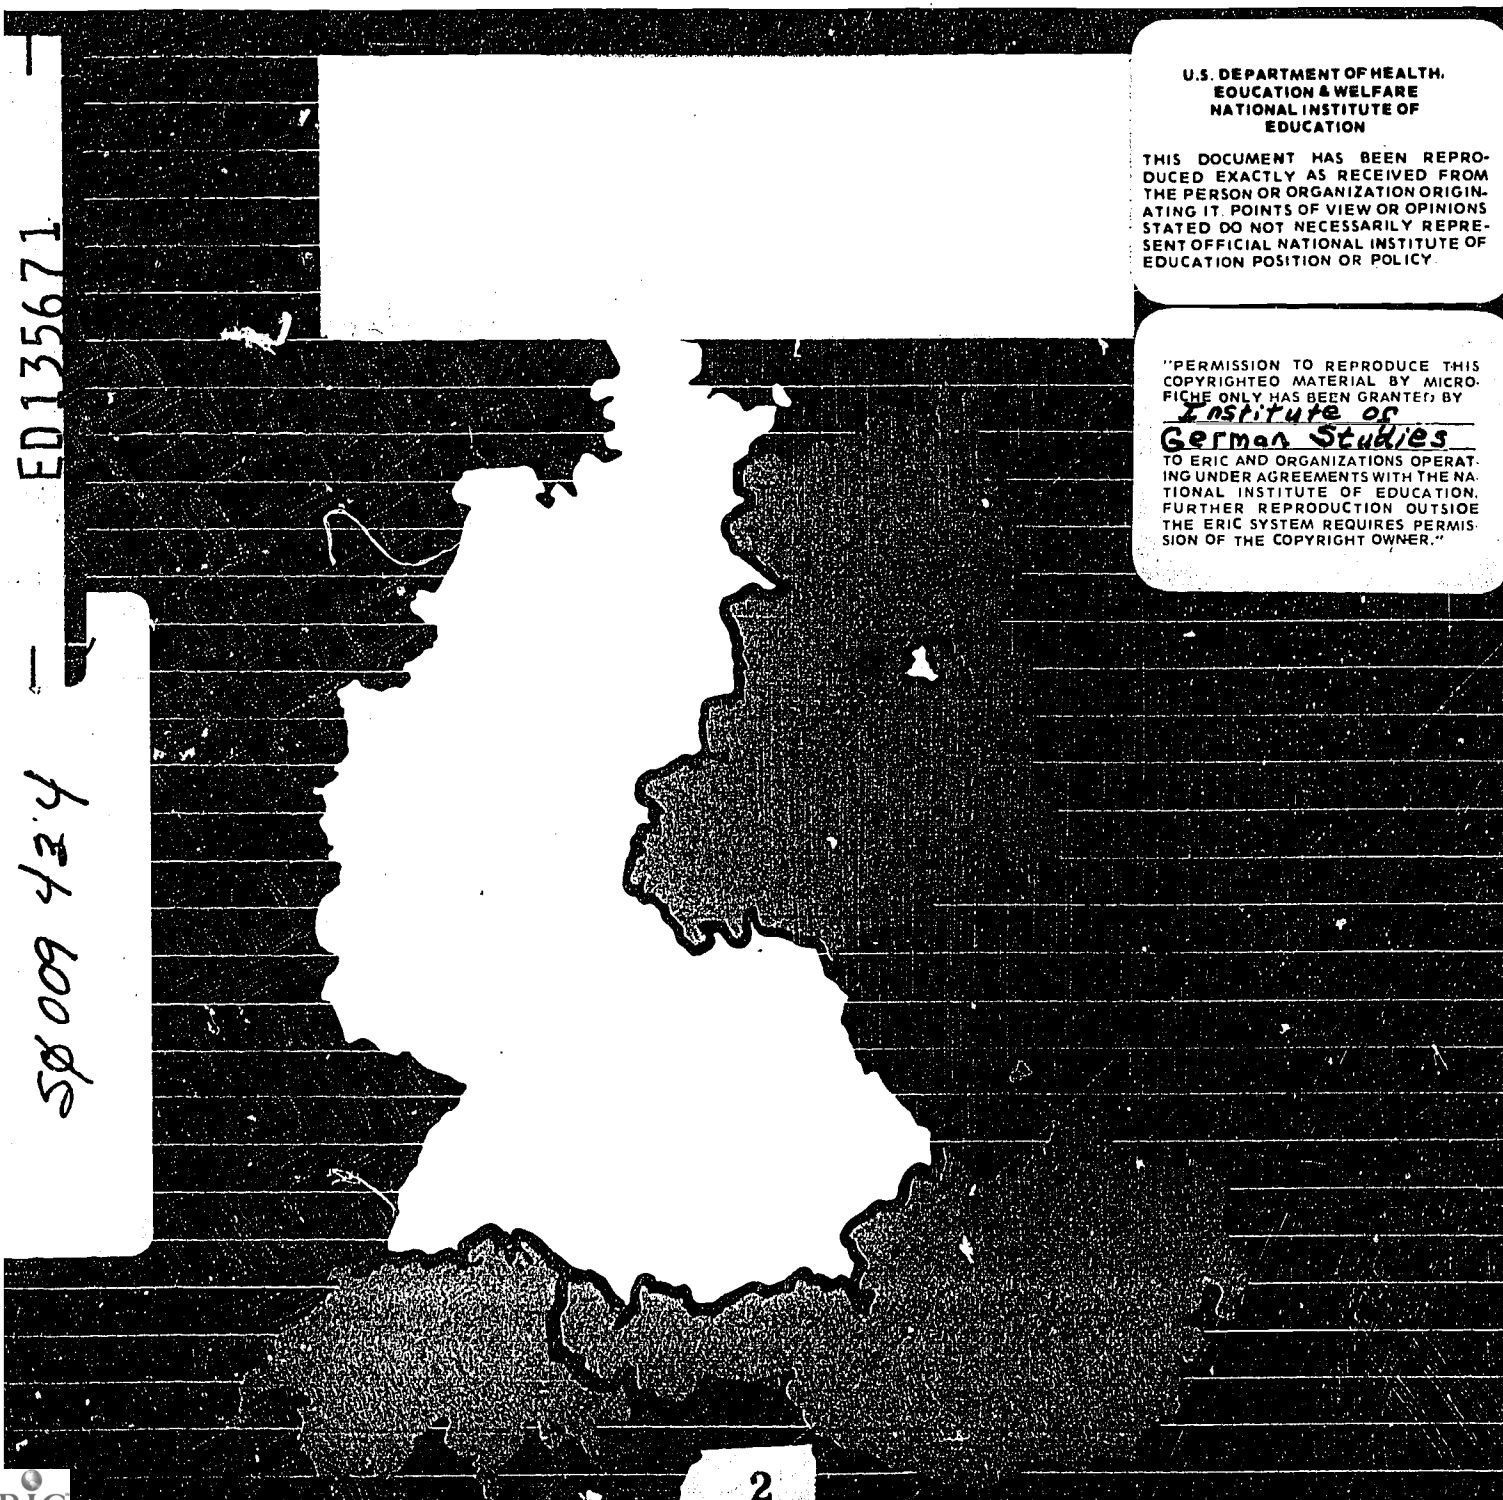 U.S. DEPARTMENT OF HEALTH,
EOUCATION & WELFARE
NATIONAL INSTITUTE OF
EDUCATION
THIS DOCUMENT HAS BEEN REPRO-
DUCED EXACTLY AS RECEIVED FROM
THE PERSON OR ORGANIZATION ORIGIN-
ATING IT. POINTS OF VIEW OR OPINIONS
STATED DO NOT NECESSARILY REPRE-
SENT OFFICIAL NATIONAL INSTITUTE OF
EDUCATION POSITION OR POLICY
"PERMISSION TO REPRODUCE THIS
COPYRIGHTED MATERIAL BY MICRO-
FICHE ONLY HAS BEEN GRANTED BY
Institute of
German Studies
TO ERIC AND ORGANIZATIONS OPERAT-
ING UNDER AGREEMENTS WITH THE NA-
TIONAL INSTITUTE OF EDUCATION.
FURTHER REPRODUCTION OUTSIDE
THE ERIC SYSTEM REQUIRES PERMIS-
SION OF THE COPYRIGHT OWNER."
ED135671
SØ 009 434
2